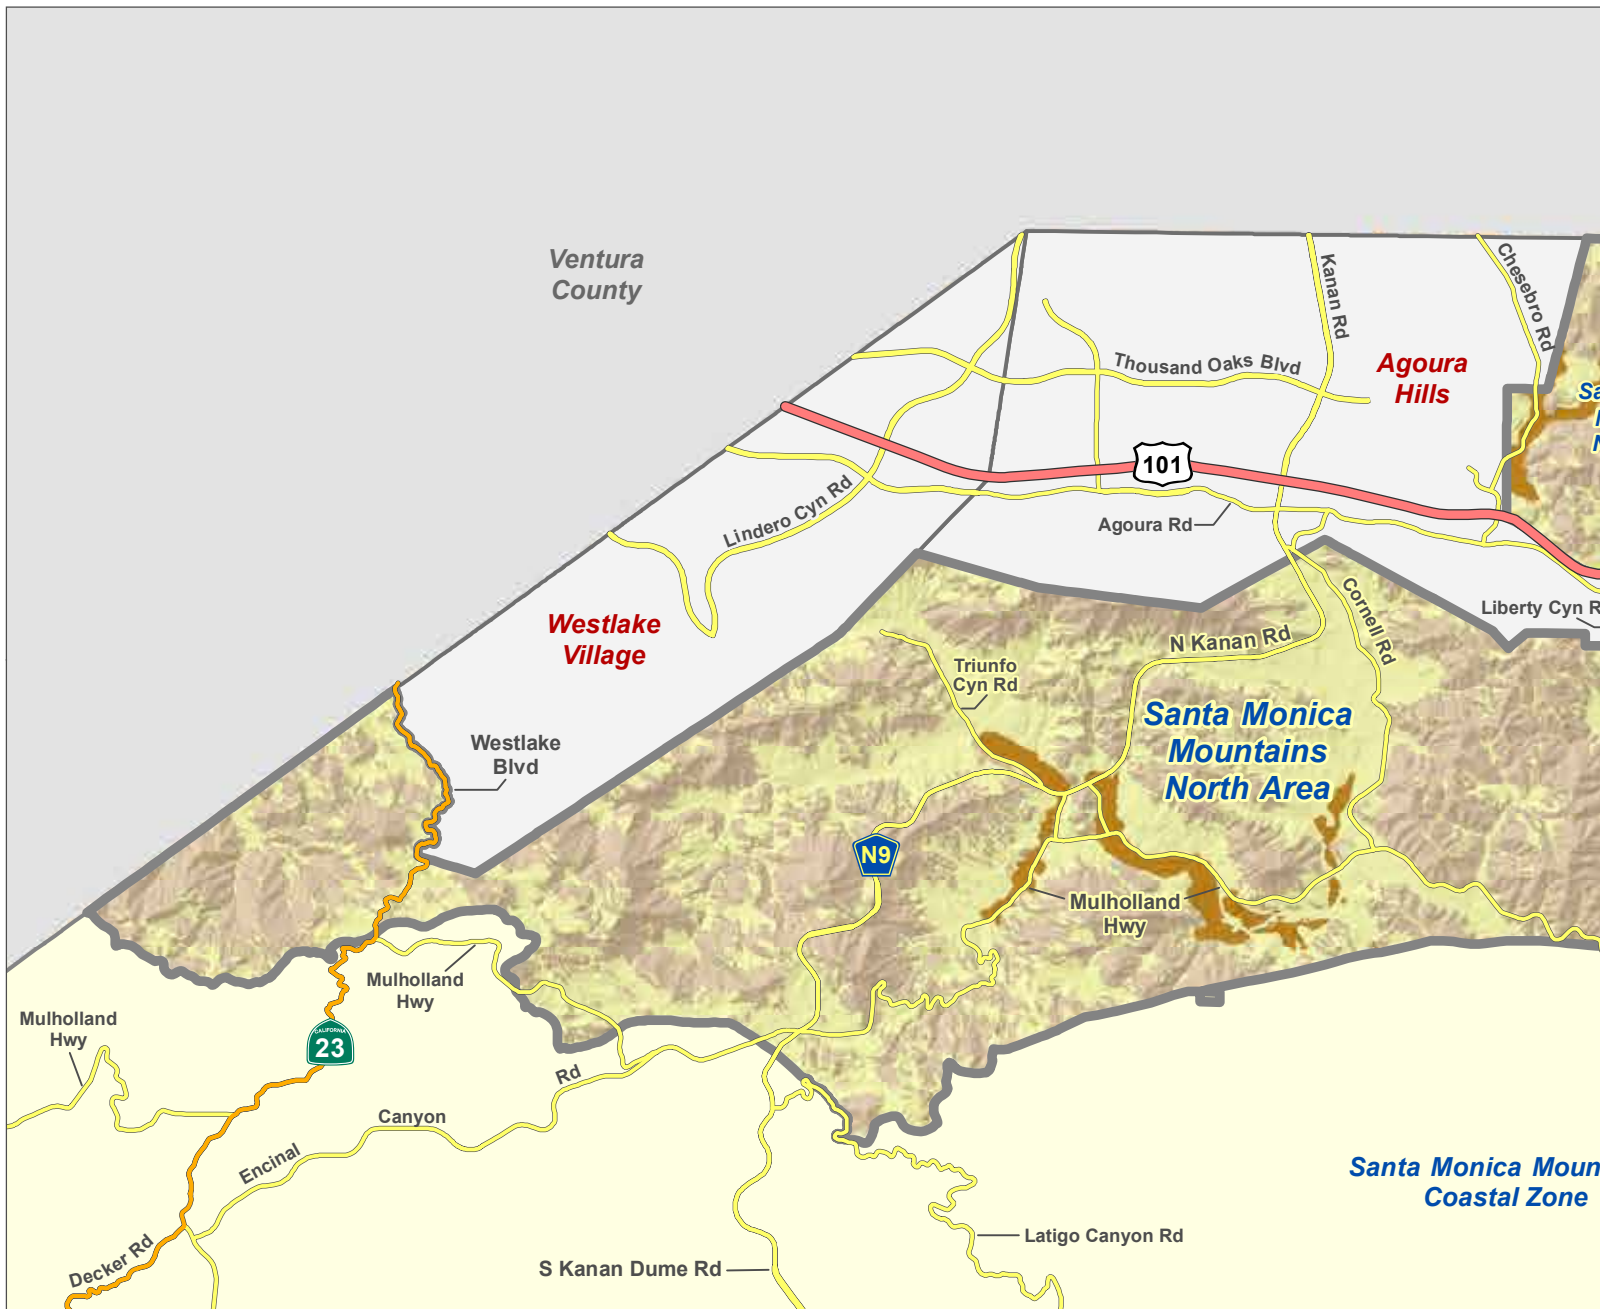 Ventura
County
Kanan Rd
Chesebro Rd
Thousand Oaks Blvd
Agoura
Hills
101
Lindero Cyn Rd
Agoura Rd
Cornell Rd
Liberty Cyn R
Westlake
Village
N Kanan Rd
Triunfo
Cyn Rd
Santa Monica
Mountains
North Area
Westlake
Blvd
N9
Mulholland
Hwy
Mulholland
Hwy
Mulholland
Hwy
CALIFORNIA
23
Encinal Canyon Rd
Santa Monica Moun
Coastal Zone
Latigo Canyon Rd
Decker Rd
S Kanan Dume Rd